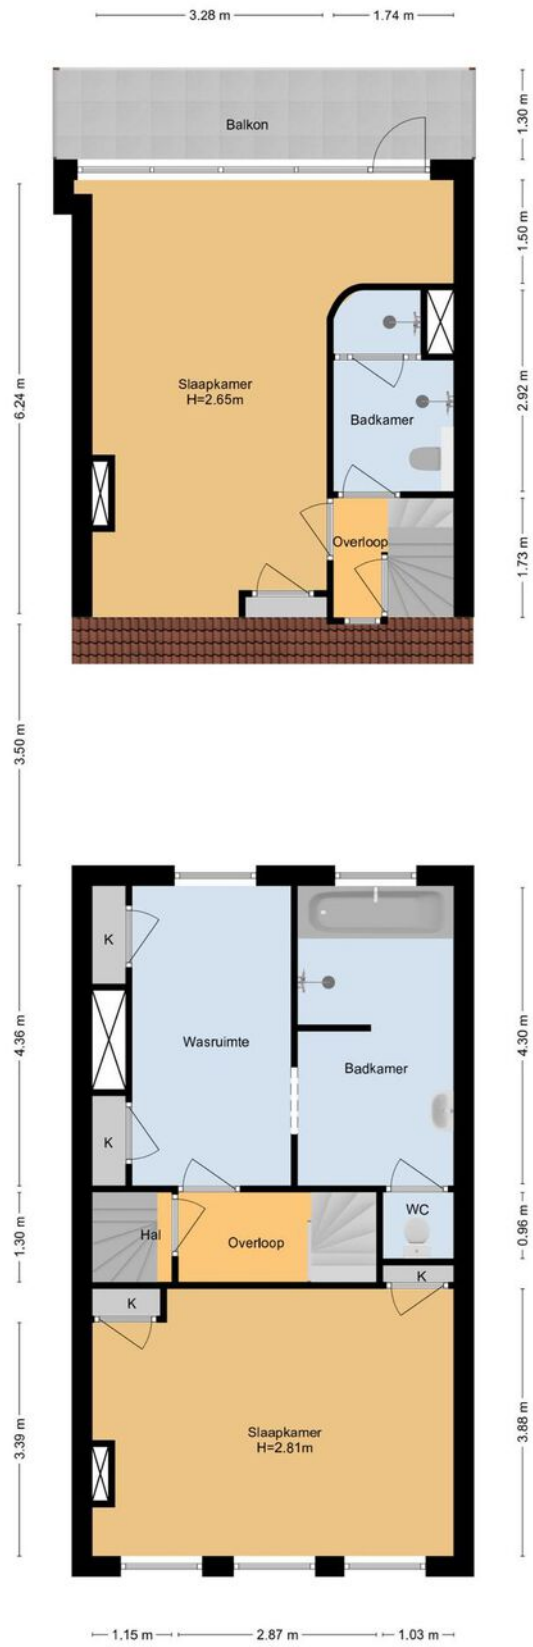 3.28 m
1.74 m
Balkon
1.30 m
1.50 m
6.24 m
Slaapkamer
H=2.65m
Badkamer
2.92 m
Overloop
1.73 m
3.50 m
K
4.36 m
Wasruimte
Badkamer
4.30 m
K
1.30 m
Hal
Overloop
WC
0.96 m
K
K
3.39 m
Slaapkamer
H=2.81m
3.88 m
1.15 m
2.87 m
1.03 m